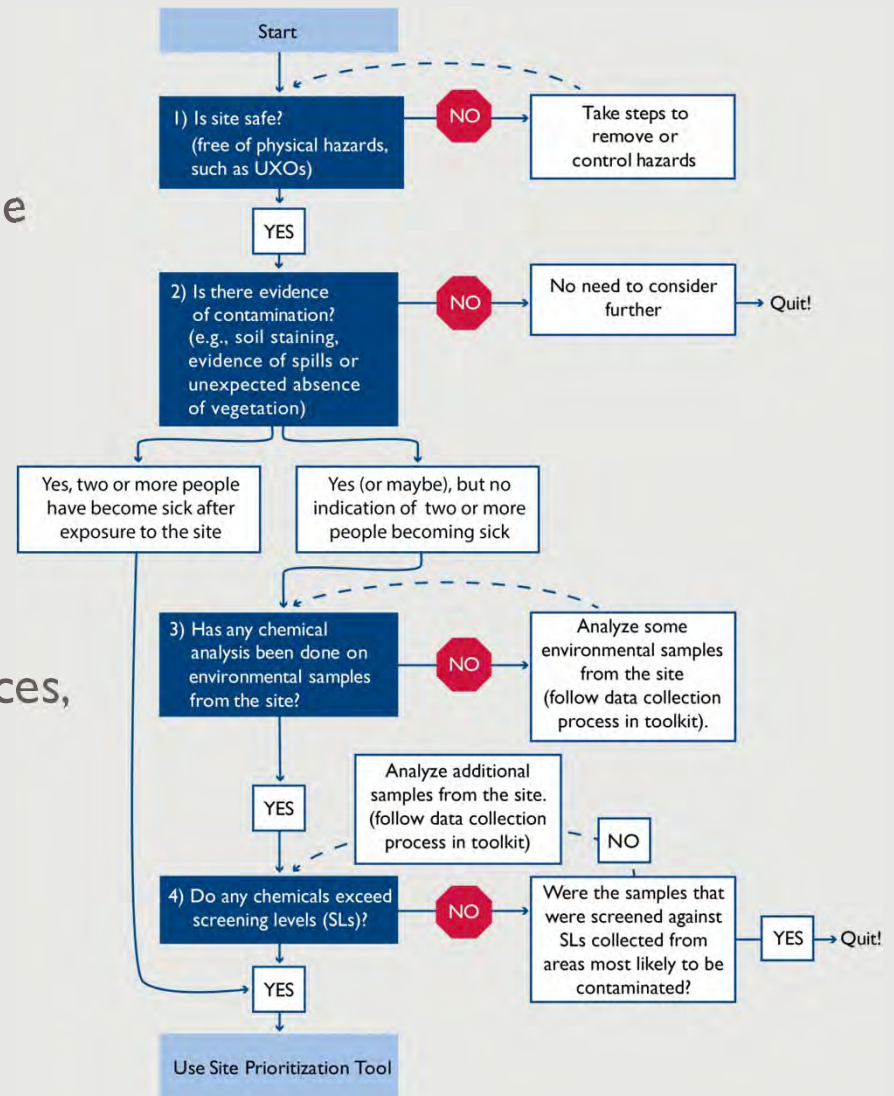 Start
1) Is site safe?
(free of physical hazards,
such as UXOs)
NO
Take steps to
remove or
control hazards
e
YES
2) Is there evidence
of contamination?
(e.g., soil staining,
evidence of spills or
unexpected absence
of vegetation)
NO
No need to consider
further
Quit!
Yes, two or more people
have become sick after
exposure to the site
Yes (or maybe), but no
indication of two or more
people becoming sick
3) Has any chemical
analysis been done on
environmental samples
from the site?
NO
Analyze some
environmental samples
from the site
(follow data collection
process in toolkit).
ces,
YES
Analyze additional
samples from the site.
(follow data collection
process in toolkit)
NO
4) Do any chemicals exceed
screening levels (SLs)?
NO
Were the samples that
were screened against
SLs collected from
areas most likely to be
contaminated?
YES
Quit!
YES
Use Site Prioritization Tool